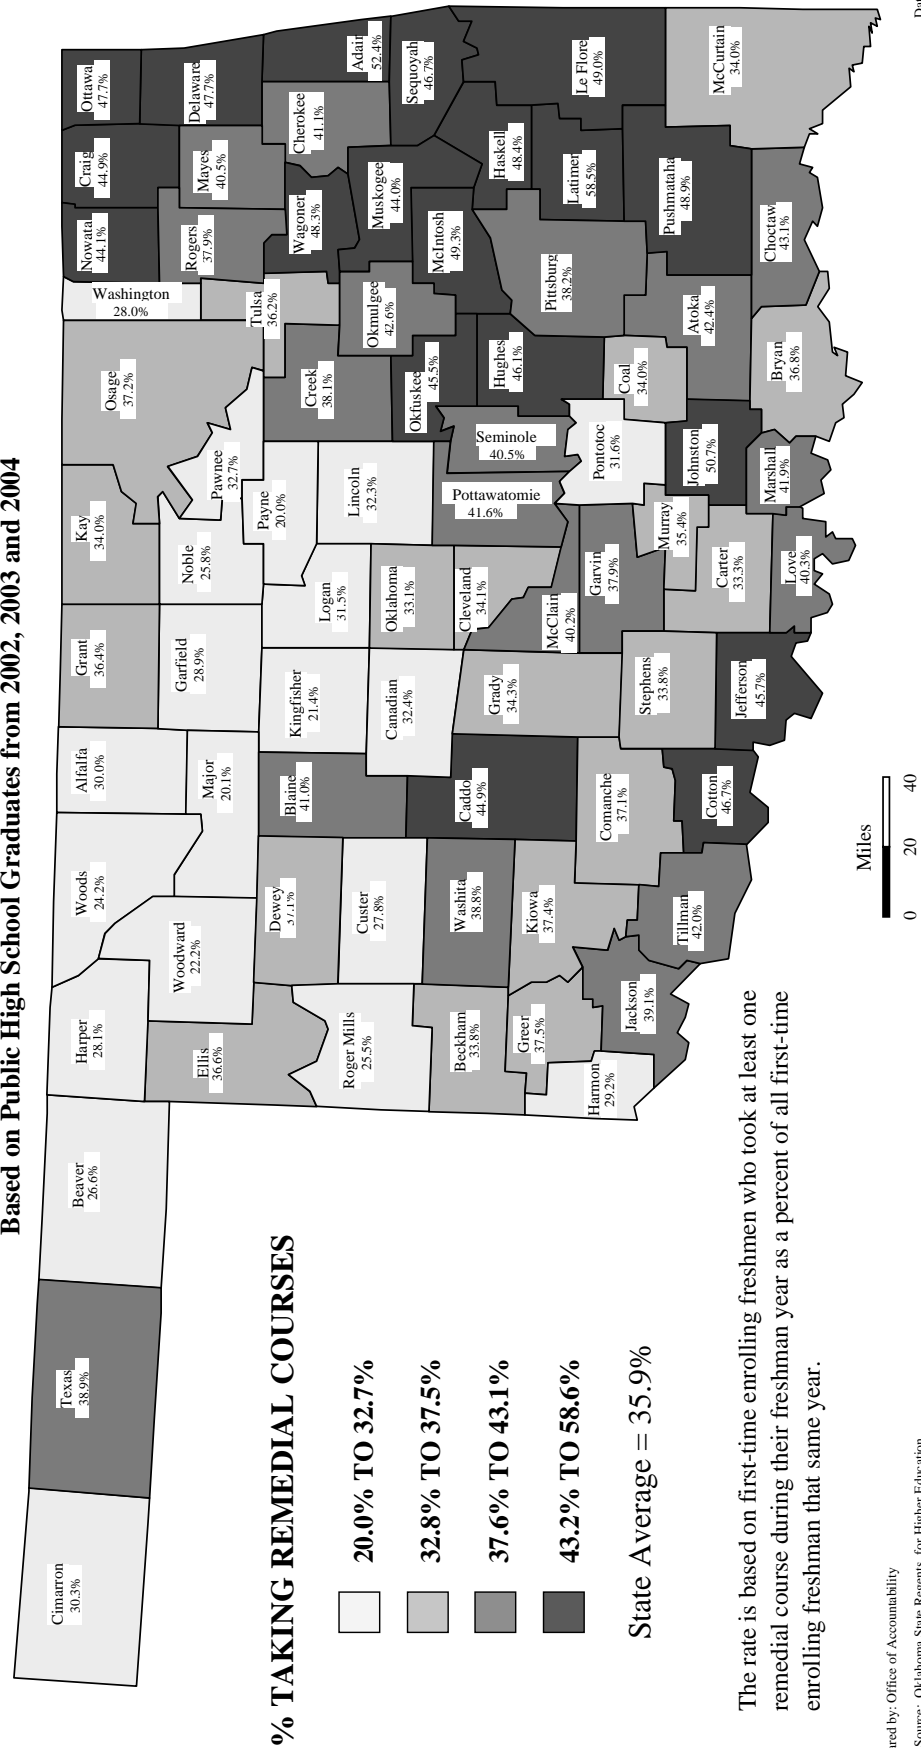 Based on Public High School Graduates from 2002, 2003 and 2004
Cimarron
30.3%
Texas
38.9%
Beaver
26.6%
Harper
28.1%
Woods
24.2%
Alfalfa
30.0%
Grant
36.4%
Kay
34.0%
Osage
37.2%
Washington
28.0%
Nowata
44.1%
Craig
44.9%
Ottawa
47.7%
Ellis
36.6%
Woodward
22.2%
Major
20.1%
Garfield
28.9%
Noble
25.8%
Pawnee
32.7%
Rogers
37.9%
Mayes
40.5%
Delaware
47.7%
Dewey
37.1%
Blaine
41.0%
Kingfisher
21.4%
Logan
31.5%
Payne
20.0%
Creek
38.1%
Tulsa
36.2%
Wagoner
48.3%
Cherokee
41.1%
Adair
52.4%
Roger Mills
25.5%
Custer
27.8%
Canadian
32.4%
Oklahoma
33.1%
Lincoln
32.3%
Okfuskee
45.5%
Okmulgee
42.6%
Muskogee
44.0%
Sequoyah
46.7%
Beckham
33.8%
Washita
38.8%
Caddo
44.9%
Grady
34.3%
Cleveland
34.1%
McClain
40.2%
Pottawatomie
41.6%
Seminole
40.5%
Hughes
46.1%
McIntosh
49.3%
Haskell
48.4%
Le Flore
49.0%
Harmon
29.2%
Greer
37.5%
Kiowa
37.4%
Comanche
37.1%
Stephens
33.8%
Garvin
37.9%
Pontotoc
31.6%
Coal
34.0%
Pittsburg
38.2%
Latimer
58.5%
Jackson
39.1%
Tillman
42.0%
Cotton
46.7%
Jefferson
45.7%
Carter
33.3%
Murray
35.4%
Johnston
50.7%
Atoka
42.4%
Pushmataha
48.9%
McCurtain
34.0%
Love
40.3%
Marshall
41.9%
Bryan
36.8%
Choctaw
43.1%
% TAKING REMEDIAL COURSES
20.0% TO 32.7%
32.8% TO 37.5%
37.6% TO 43.1%
43.2% TO 58.6%
State Average = 35.9%
The rate is based on first-time enrolling freshmen who took at least one
remedial course during their freshman year as a percent of all first-time
enrolling freshman that same year.
Miles
0 20 40
ared by: Office of Accountability
Source: Oklahoma State Regents for Higher Education